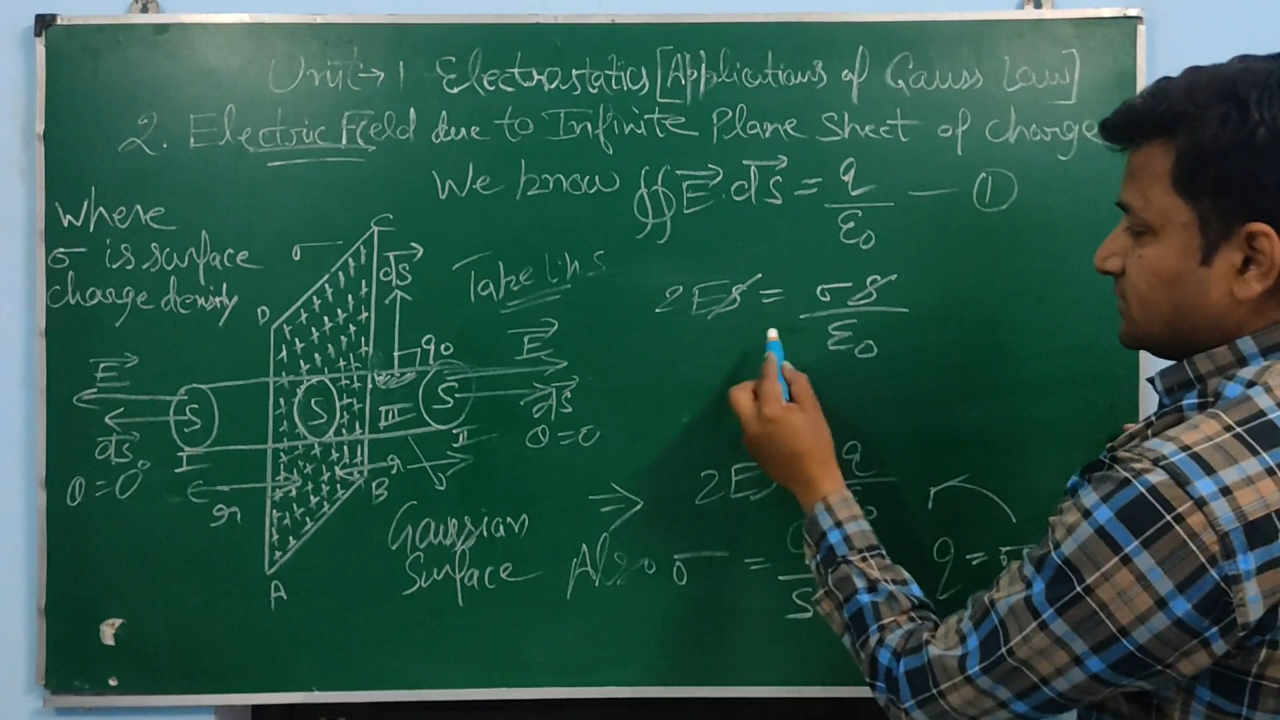 Unit → 1 Electrostatics [Applications of Gauss Law]
2. Electric Field due to Infinite Plane Sheet of charge
We know ∯ E⃗.ds⃗ = q/ε₀ — ①
where
σ is surface
charge density
σ
C
ds⃗
Take LHS
2ES = σS/ε₀
D
90
E⃗
E⃗
S
S
S
III
ds⃗
ds⃗
I
II
θ=0
θ=0°
r
r
B
2ES q
⇒
Gaussian
Surface
Also σ =
S
q = σ
A